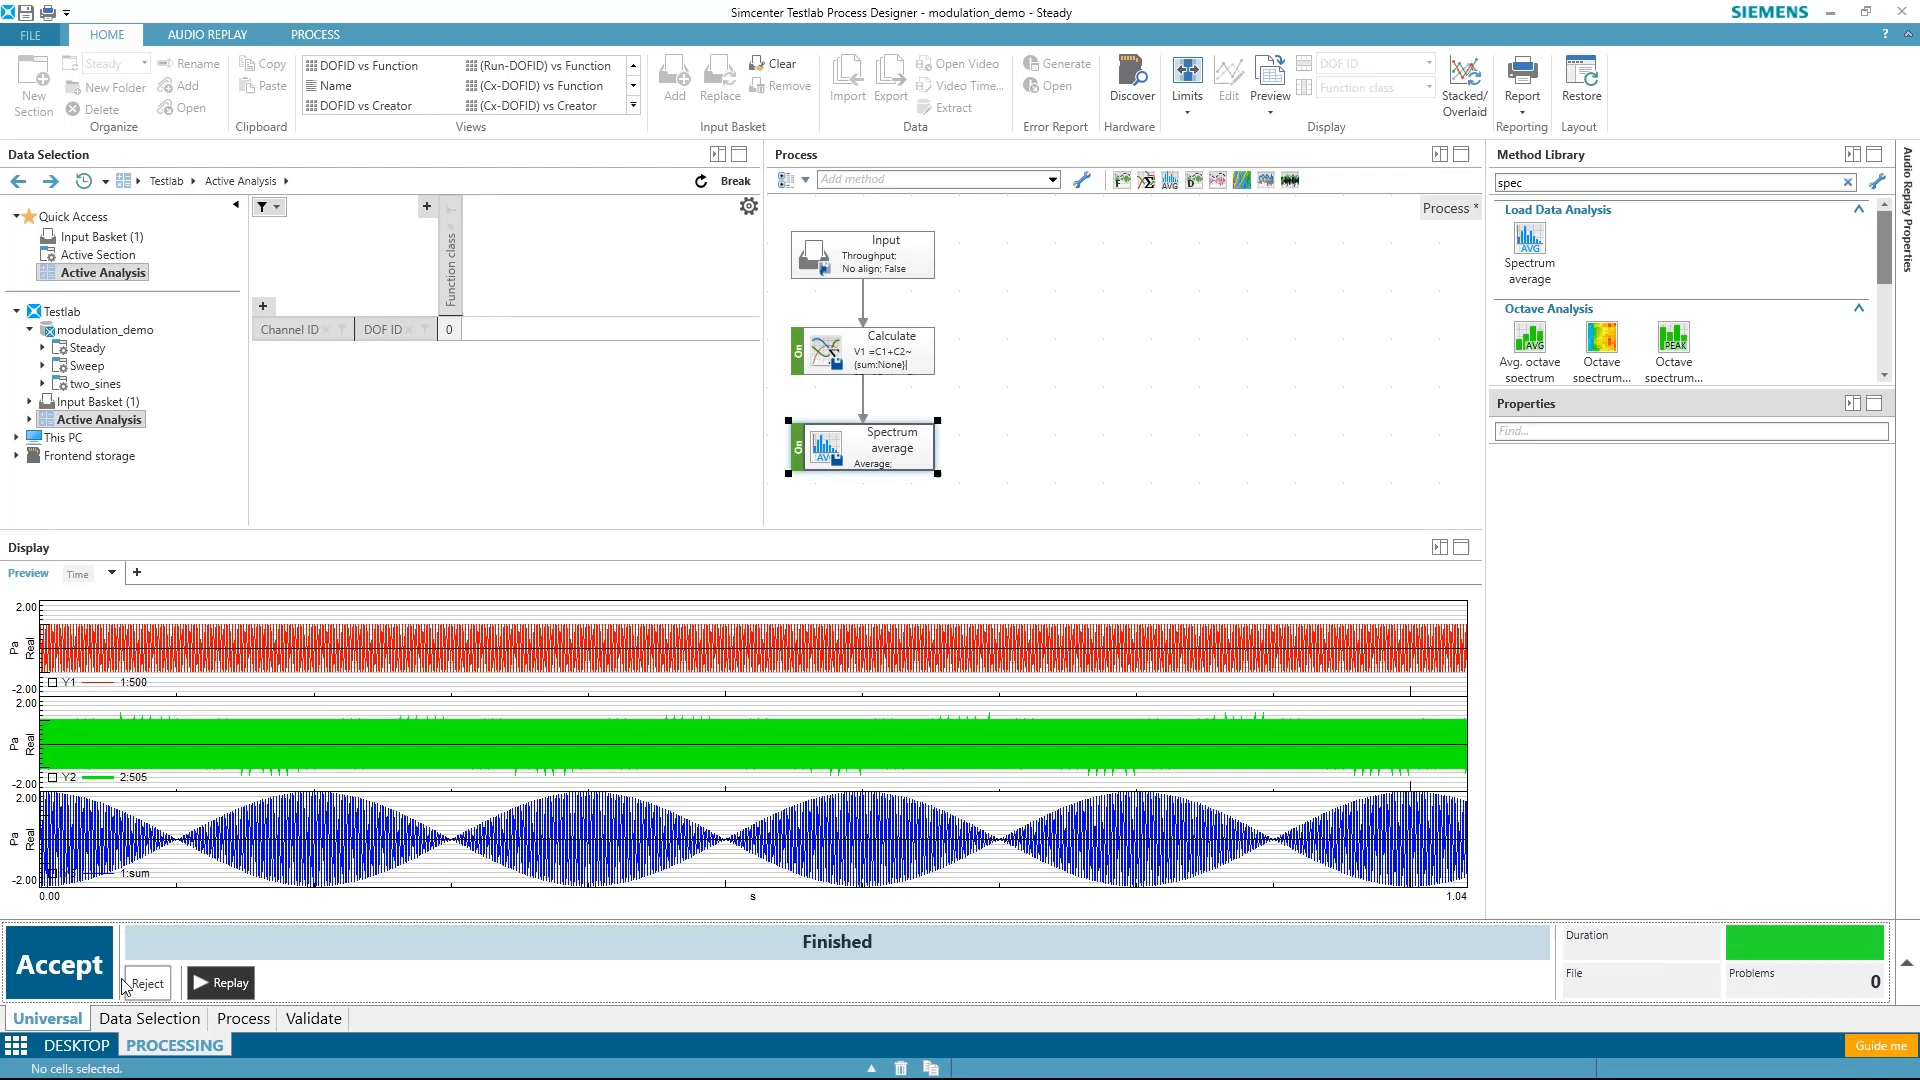 Simcenter Testlab Process Designer - modulation_demo - Steady
SIEMENS
FILE
HOME
AUDIO REPLAY
PROCESS
?
New Section
Steady
New Folder
Delete
Rename
Add
Open
Organize
Copy
Paste
Clipboard
DOFID vs Function
Name
DOFID vs Creator
(Run-DOFID) vs Function
(Cx-DOFID) vs Function
(Cx-DOFID) vs Creator
Views
Add
Replace
Clear
Remove
Input Basket
Import
Export
Open Video
Video Time...
Extract
Data
Generate
Open
Error Report
Discover
Hardware
Limits
Edit
Preview
DOF ID
Function class
Stacked/
Overlaid
Display
Report
Reporting
Restore
Layout
Data Selection
Testlab
Active Analysis
Break
Quick Access
Input Basket (1)
Active Section
Active Analysis
Testlab
modulation_demo
Steady
Sweep
two_sines
Input Basket (1)
Active Analysis
This PC
Frontend storage
+
Function class
+
Channel ID
DOF ID
0
Process
Add method
Process *
Input
Throughput;
No align; False
On
Calculate
V1 =C1+C2~
{sum:None}|
On
Spectrum
average
Average;
Method Library
spec
Load Data Analysis
AVG
Spectrum
average
Octave Analysis
AVG
PEAK
Avg. octave
spectrum
Octave
spectrum...
Octave
spectrum...
Properties
Find...
Audio Replay Properties
Display
Preview
Time
+
2.00
Pa
Real
-2.00
Y1
1:500
2.00
Pa
Real
-2.00
Y2
2:505
2.00
Pa
Real
-2.00
1:sum
0.00
s
1.04
Accept
Finished
Reject
Replay
Duration
File
Problems
0
Universal
Data Selection
Process
Validate
DESKTOP
PROCESSING
Guide me
No cells selected.